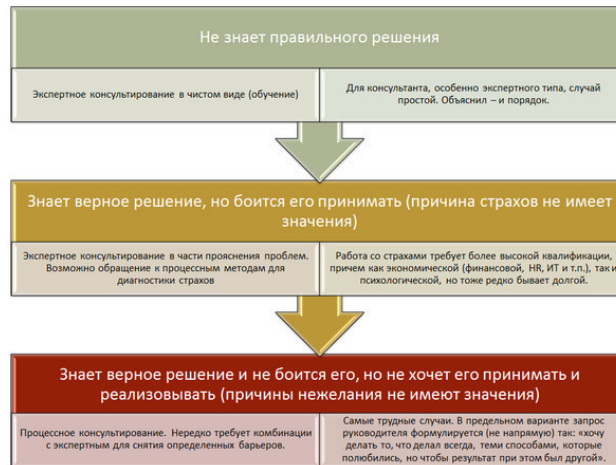 Не знает правильного решения
Экспертное консультирование в чистом виде (обучение)
Для консультанта, особенно экспертного типа, случай
простой. Объяснил – и порядок.
Знает верное решение, но боится его принимать (причина страхов не имеет
значения)
Экспертное консультирование в части прояснения проблем.
Возможно обращение к процессным методам для
диагностики страхов
Работа со страхами требует более высокой квалификации,
причем как экономической (финансовой, HR, ИТ и т.п.), так и
психологической, но тоже редко бывает долгой.
Знает верное решение и не боится его, но не хочет его принимать и
реализовывать (причины нежелания не имеют значения)
Процессное консультирование. Нередко требует комбинации
с экспертным для снятия определенных барьеров.
Самые трудные случаи. В предельном варианте запрос
руководителя формулируется (не напрямую) так: «хочу
делать то, что делал всегда, теми способами, которые
полюбились, но чтобы результат при этом был другой».